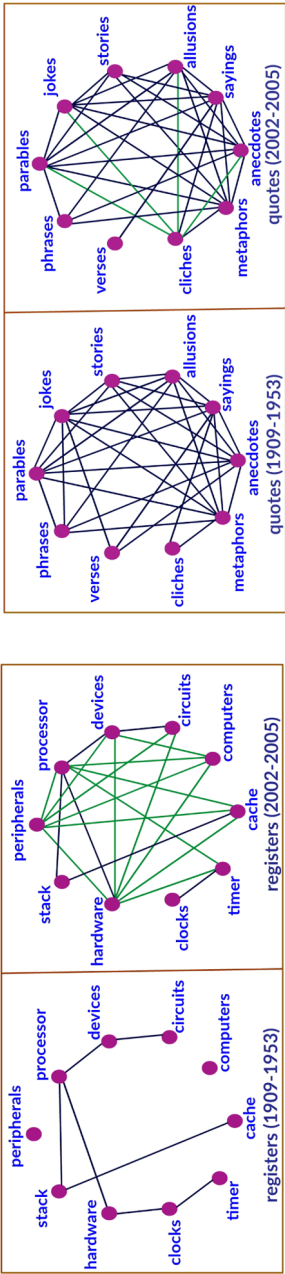 peripherals
stack
processor
hardware
devices
clocks
circuits
timer
computers
cache
registers (1909-1953)
peripherals
stack
processor
hardware
devices
clocks
circuits
timer
computers
cache
registers (2002-2005)
parables
phrases
jokes
verses
stories
cliches
allusions
metaphors
sayings
anecdotes
quotes (1909-1953)
parables
phrases
jokes
verses
stories
cliches
allusions
metaphors
sayings
anecdotes
quotes (2002-2005)